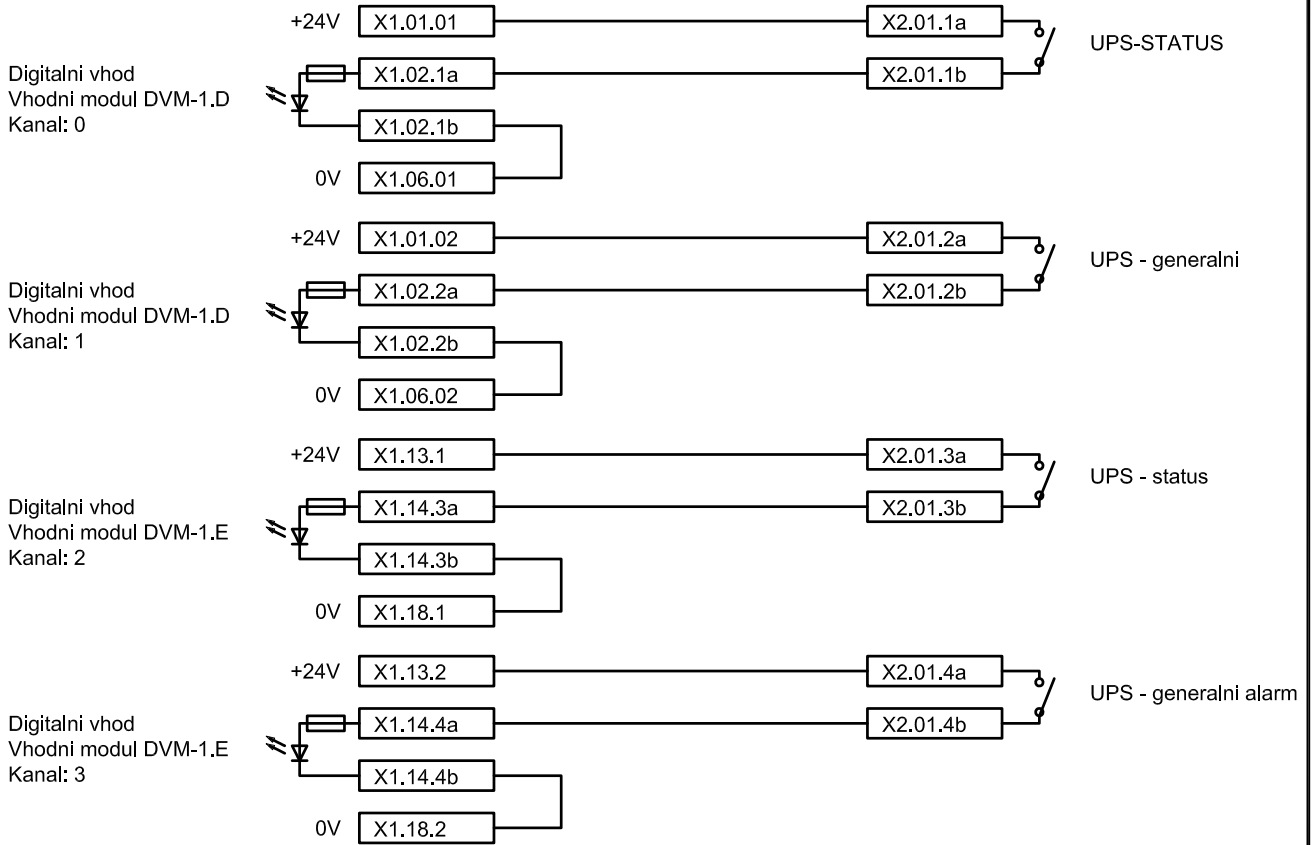 +24V X1.01.01 X2.01.1a
UPS-STATUS
Digitalni vhod
Vhodni modul DVM-1.D
Kanal: 0
X1.02.1a X2.01.1b
X1.02.1b
0V X1.06.01
+24V X1.01.02 X2.01.2a
UPS - generalni
Digitalni vhod
Vhodni modul DVM-1.D
Kanal: 1
X1.02.2a X2.01.2b
X1.02.2b
0V X1.06.02
+24V X1.13.1 X2.01.3a
UPS - status
Digitalni vhod
Vhodni modul DVM-1.E
Kanal: 2
X1.14.3a X2.01.3b
X1.14.3b
0V X1.18.1
+24V X1.13.2 X2.01.4a
UPS - generalni alarm
Digitalni vhod
Vhodni modul DVM-1.E
Kanal: 3
X1.14.4a X2.01.4b
X1.14.4b
0V X1.18.2